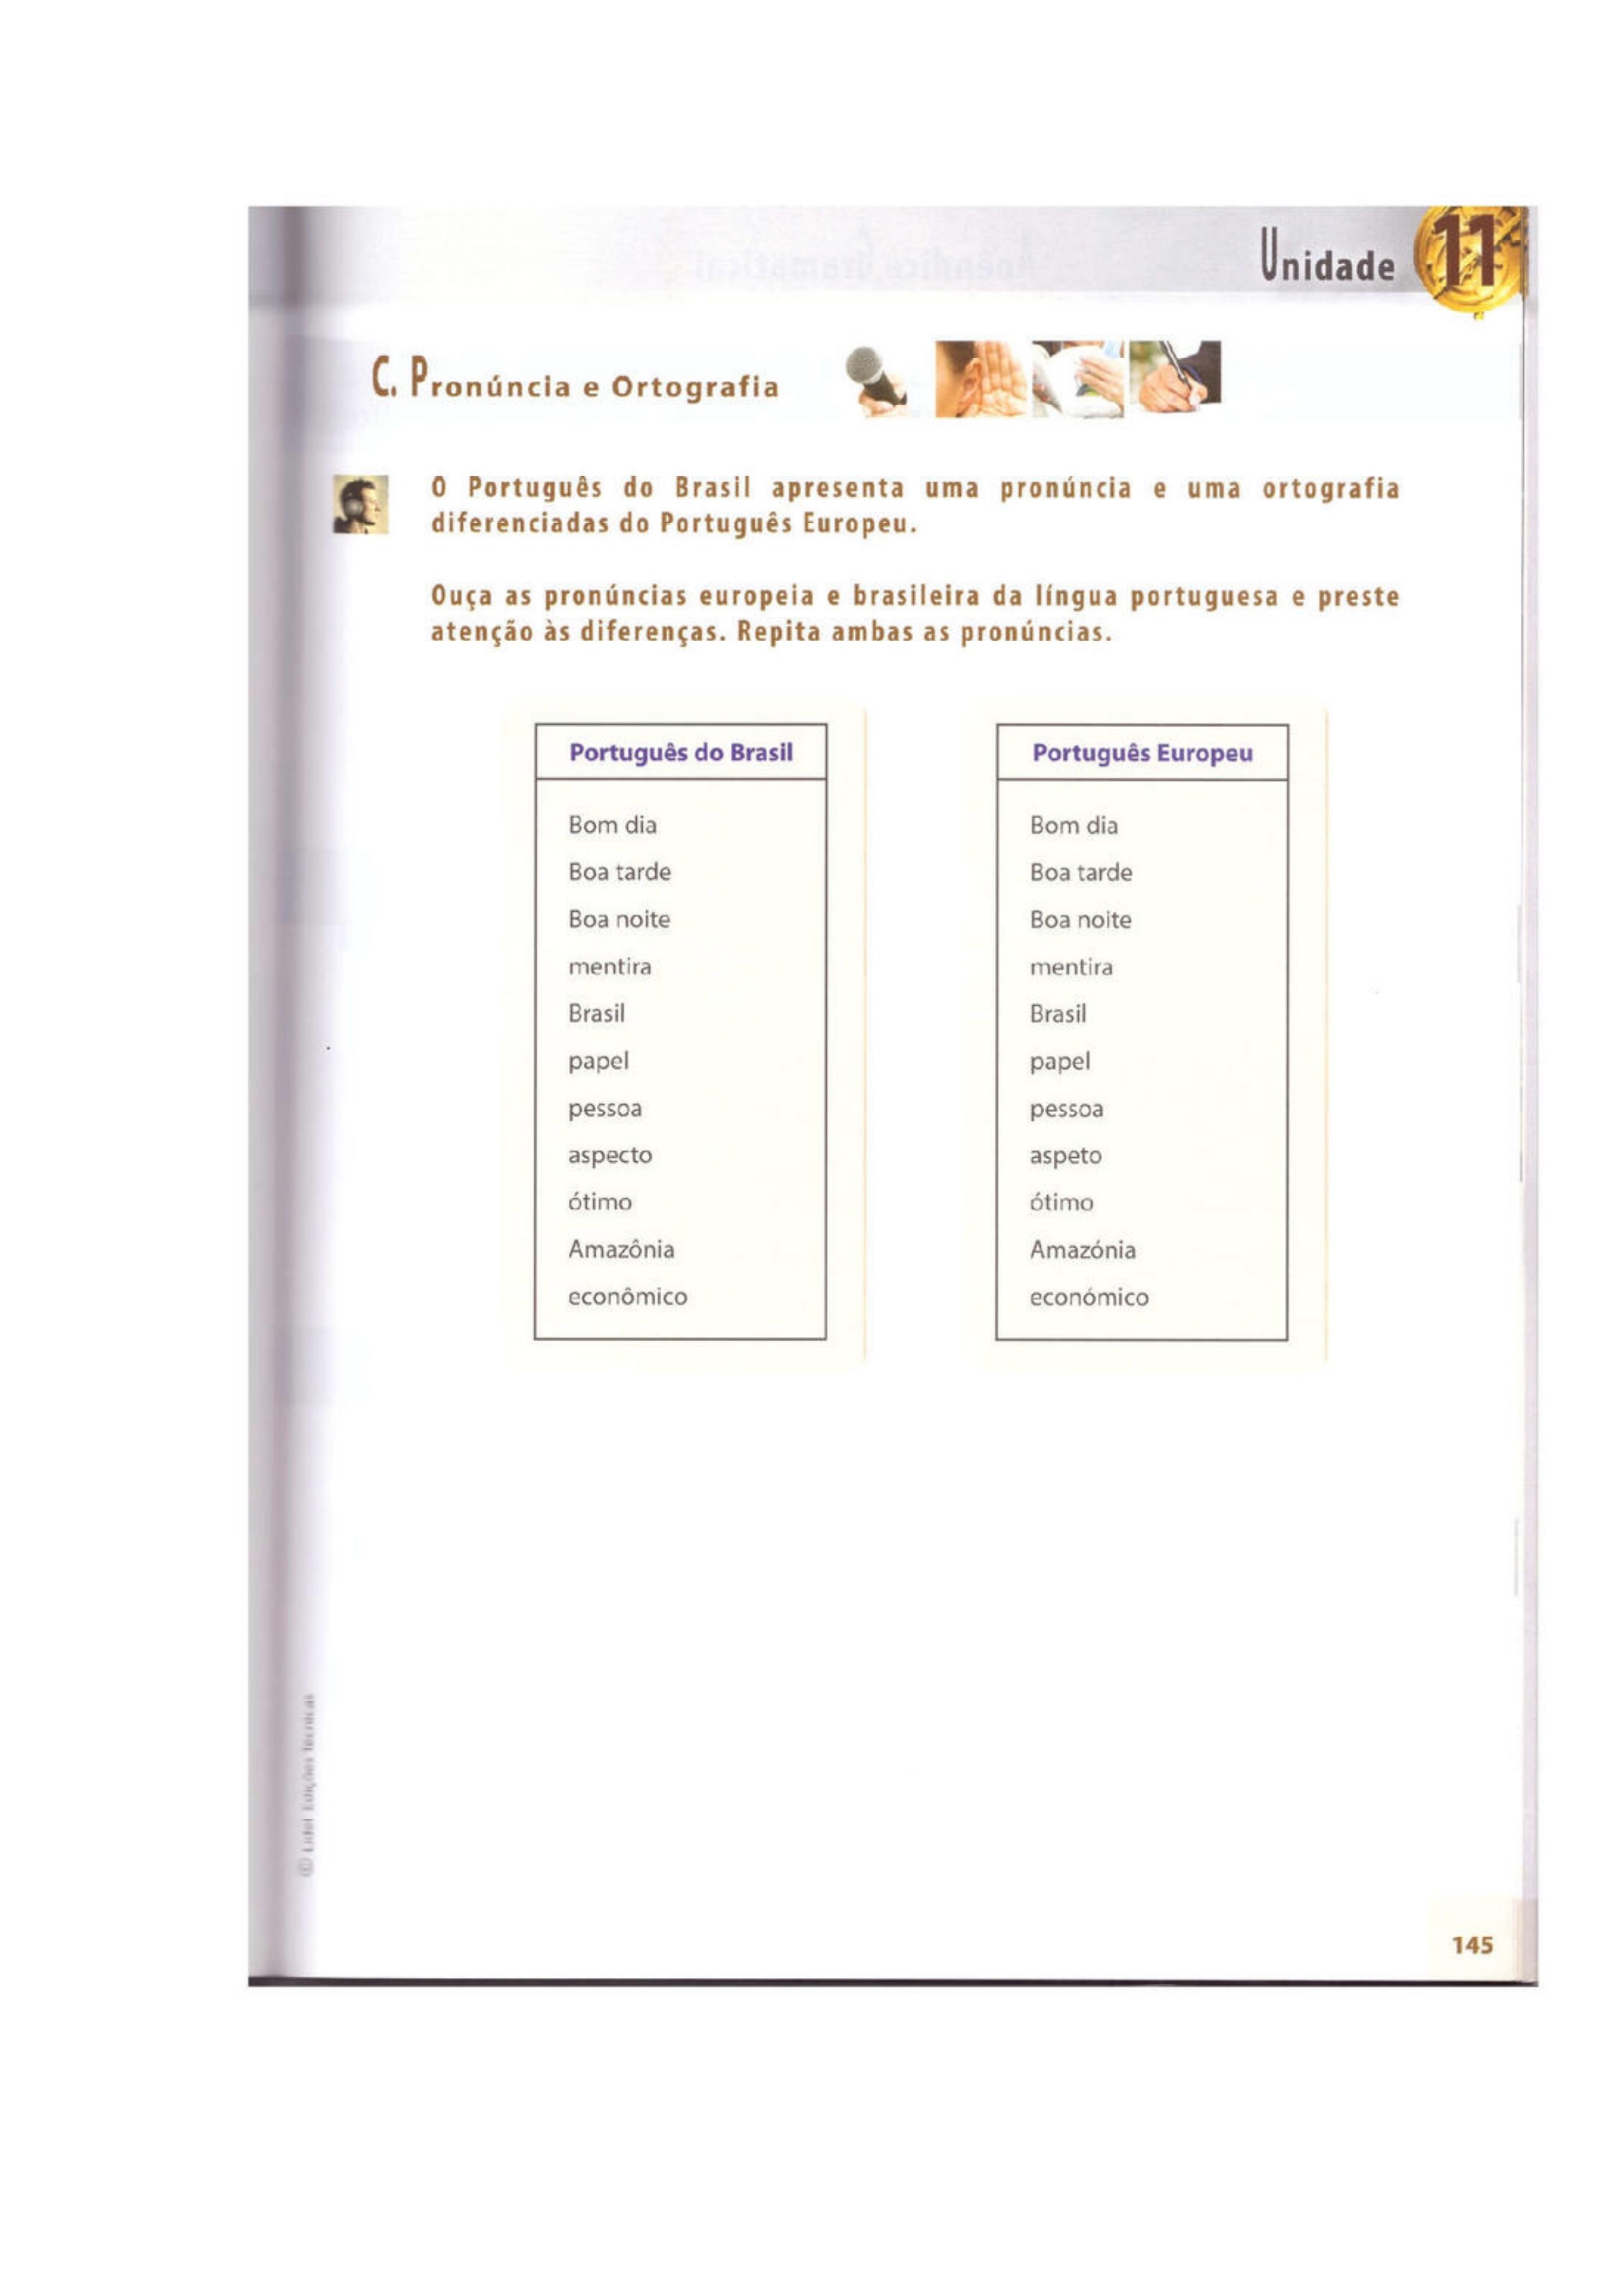 Unidade 11
C. Pronúncia e Ortografia
O Português do Brasil apresenta uma pronúncia e uma ortografia
diferenciadas do Português Europeu.
Ouça as pronúncias europeia e brasileira da língua portuguesa e preste
atenção às diferenças. Repita ambas as pronúncias.
Português do Brasil
Bom dia
Boa tarde
Boa noite
mentira
Brasil
papel
pessoa
aspecto
ótimo
Amazônia
econômico
Português Europeu
Bom dia
Boa tarde
Boa noite
mentira
Brasil
papel
pessoa
aspeto
ótimo
Amazónia
económico
© Lidel Edições Técnicas
145